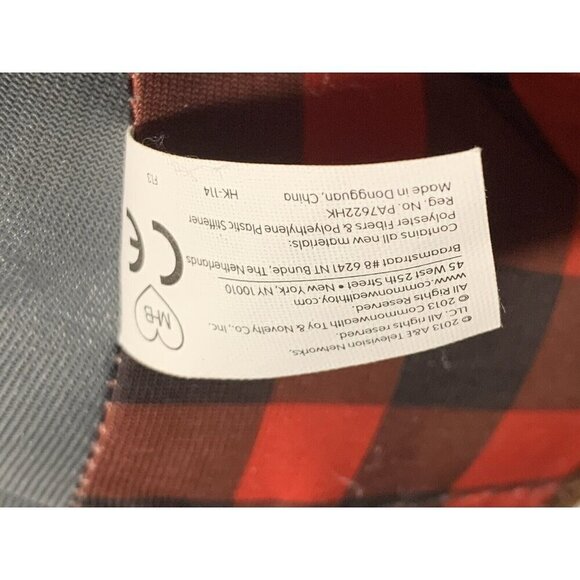 © 2013 A&E Television Networks,
LLC. All rights reserved.
© 2013 Commonwealth Toy & Novelty Co., Inc.
All Rights Reserved.
www.commonwealthtoy.com
45 West 25th Street • New York, NY 10010
Braamstraat #8 6241 NT Bunde, The Netherlands
Contains all new materials:
Polyester Fibers & Polyethylene Plastic Stiffener
Reg. No. PA7622HK
Made in Dongguan, China
HK-114
F13
M+B
CE